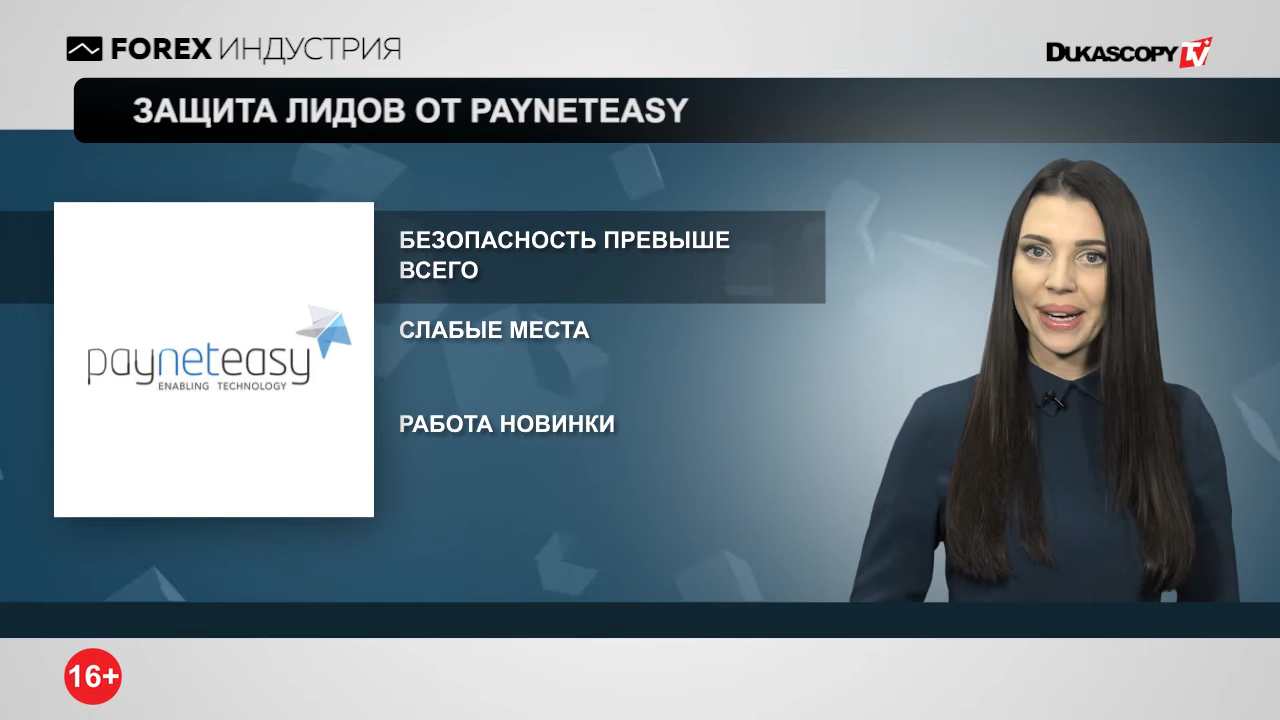 FOREX ИНДУСТРИЯ
DUKASCOPY TV
ЗАЩИТА ЛИДОВ ОТ PAYNETEASY
БЕЗОПАСНОСТЬ ПРЕВЫШЕ
ВСЕГО
payneteasy
ENABLING TECHNOLOGY
СЛАБЫЕ МЕСТА
РАБОТА НОВИНКИ
16+